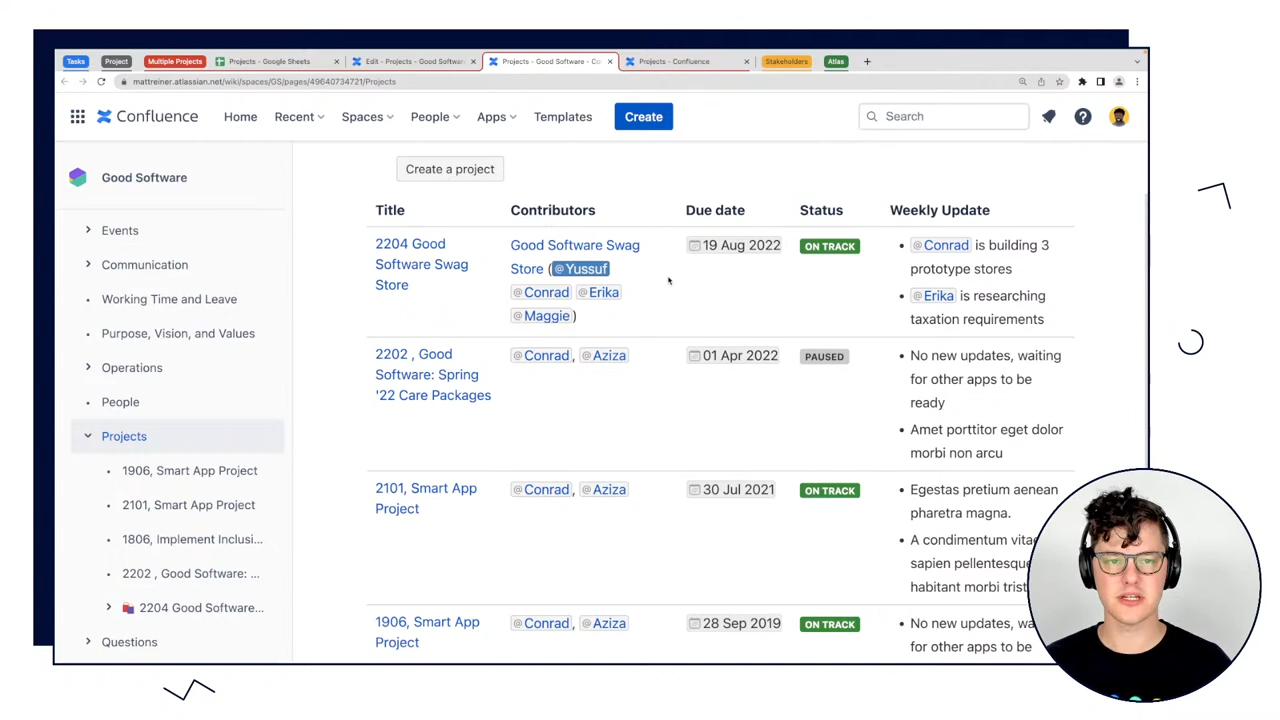 Tasks Project Multiple Projects Projects - Google Sheets Edit - Projects - Good Softwar Projects - Good Software - Co Projects - Confluence Stakeholders Atlas
mattreiner.atlassian.net/wiki/spaces/GS/pages/49640734721/Projects
Confluence Home Recent Spaces People Apps Templates Create Search
Good Software
Events
Communication
Working Time and Leave
Purpose, Vision, and Values
Operations
People
Projects
1906, Smart App Project
2101, Smart App Project
1806, Implement Inclusi...
2202 , Good Software: ...
2204 Good Software...
Questions
Create a project
Title Contributors Due date Status Weekly Update
2204 Good
Software Swag
Store
Good Software Swag
Store (@Yussuf
@Conrad @Erika
@Maggie)
19 Aug 2022
ON TRACK
• @Conrad is building 3
prototype stores
• @Erika is researching
taxation requirements
2202 , Good
Software: Spring
'22 Care Packages
@Conrad, @Aziza
01 Apr 2022
PAUSED
• No new updates, waiting
for other apps to be
ready
• Amet porttitor eget dolor
morbi non arcu
2101, Smart App
Project
@Conrad, @Aziza
30 Jul 2021
ON TRACK
• Egestas pretium aenean
pharetra magna.
• A condimentum vitae
sapien pellentesque
habitant morbi trist
1906, Smart App
Project
@Conrad, @Aziza
28 Sep 2019
ON TRACK
• No new updates, wa
for other apps to be